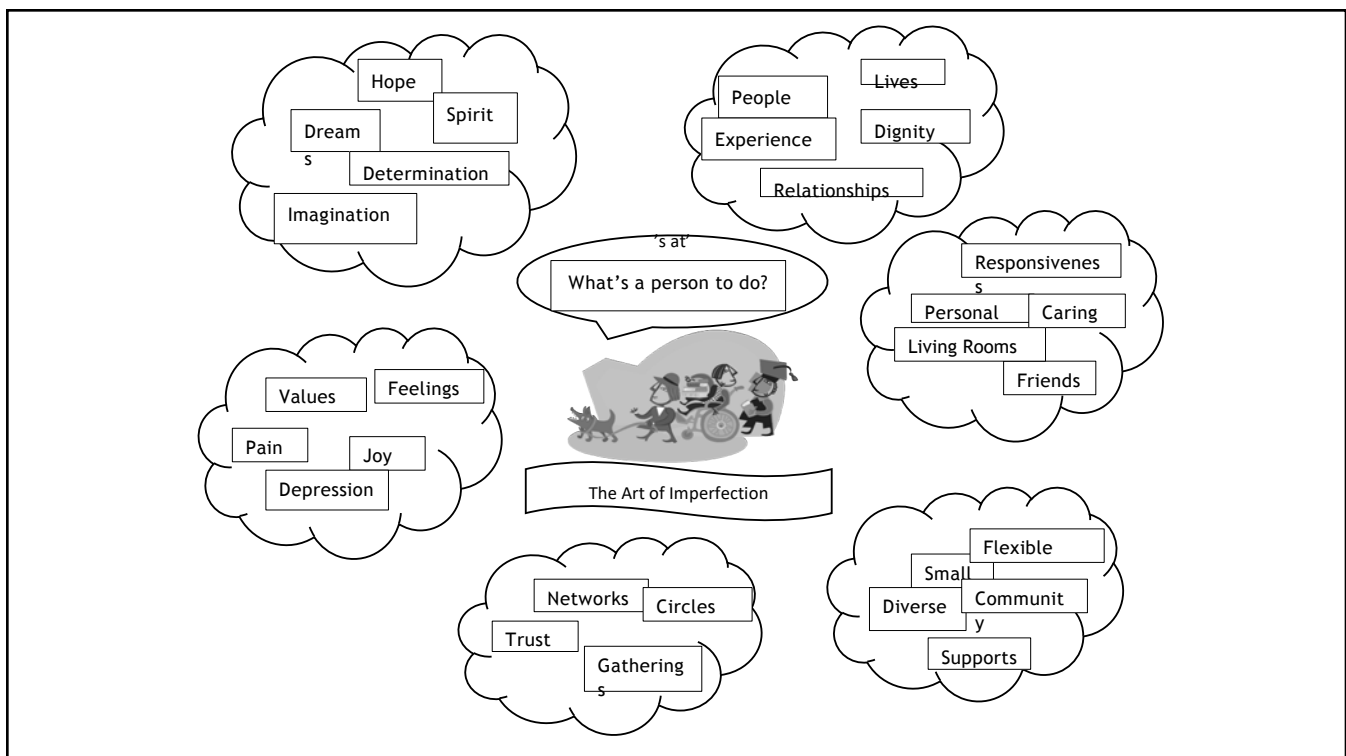 Hope
Spirit
Dream
s
Determination
Imagination
People
Lives
Experience
Dignity
Relationships
's at'
What's a person to do?
Responsivenes
s
Personal
Caring
Living Rooms
Friends
Values
Feelings
Pain
Joy
Depression
The Art of Imperfection
Flexible
Small
Diverse
Communit
y
Supports
Networks
Circles
Trust
Gathering
s